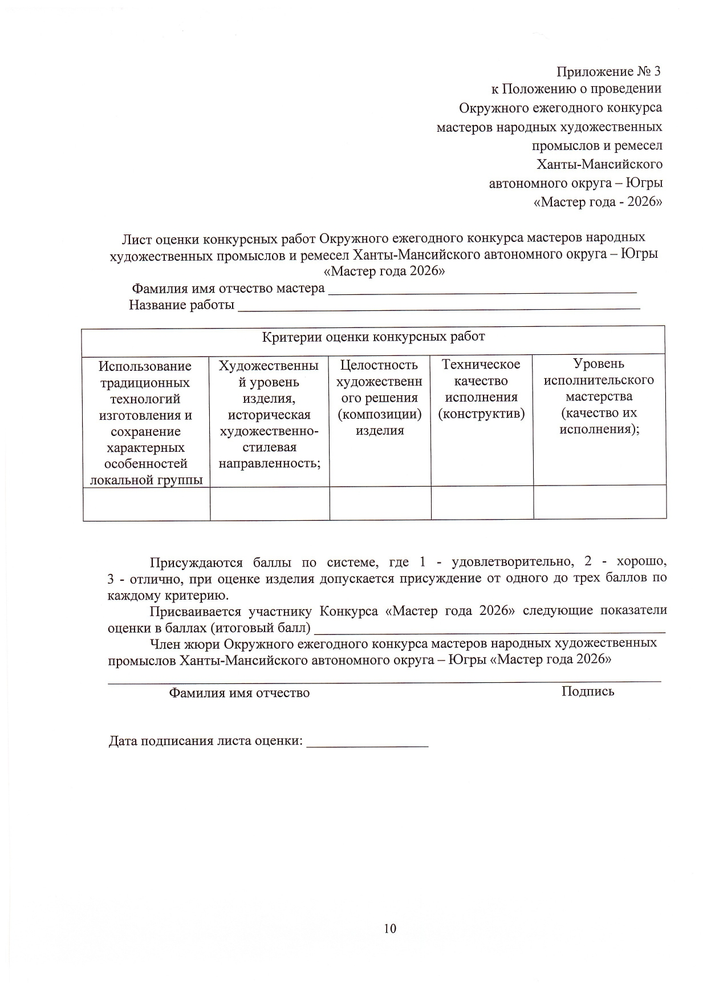 Приложение № 3
к Положению о проведении
Окружного ежегодного конкурса
мастеров народных художественных
промыслов и ремесел
Ханты-Мансийского
автономного округа – Югры
«Мастер года - 2026»
Лист оценки конкурсных работ Окружного ежегодного конкурса мастеров народных
художественных промыслов и ремесел Ханты-Мансийского автономного округа – Югры
«Мастер года 2026»
Фамилия имя отчество мастера
Название работы
Критерии оценки конкурсных работ
Использование
традиционных
технологий
изготовления и
сохранение
характерных
особенностей
локальной группы
Художественны
й уровень
изделия,
историческая
художественно-
стилевая
направленность;
Целостность
художественн
ого решения
(композиции)
изделия
Техническое
качество
исполнения
(конструктив)
Уровень
исполнительского
мастерства
(качество их
исполнения);
Присуждаются баллы по системе, где 1 - удовлетворительно, 2 - хорошо,
3 - отлично, при оценке изделия допускается присуждение от одного до трех баллов по
каждому критерию.
Присваивается участнику Конкурса «Мастер года 2026» следующие показатели
оценки в баллах (итоговый балл)
Член жюри Окружного ежегодного конкурса мастеров народных художественных
промыслов Ханты-Мансийского автономного округа – Югры «Мастер года 2026»
Фамилия имя отчество Подпись
Дата подписания листа оценки:
10